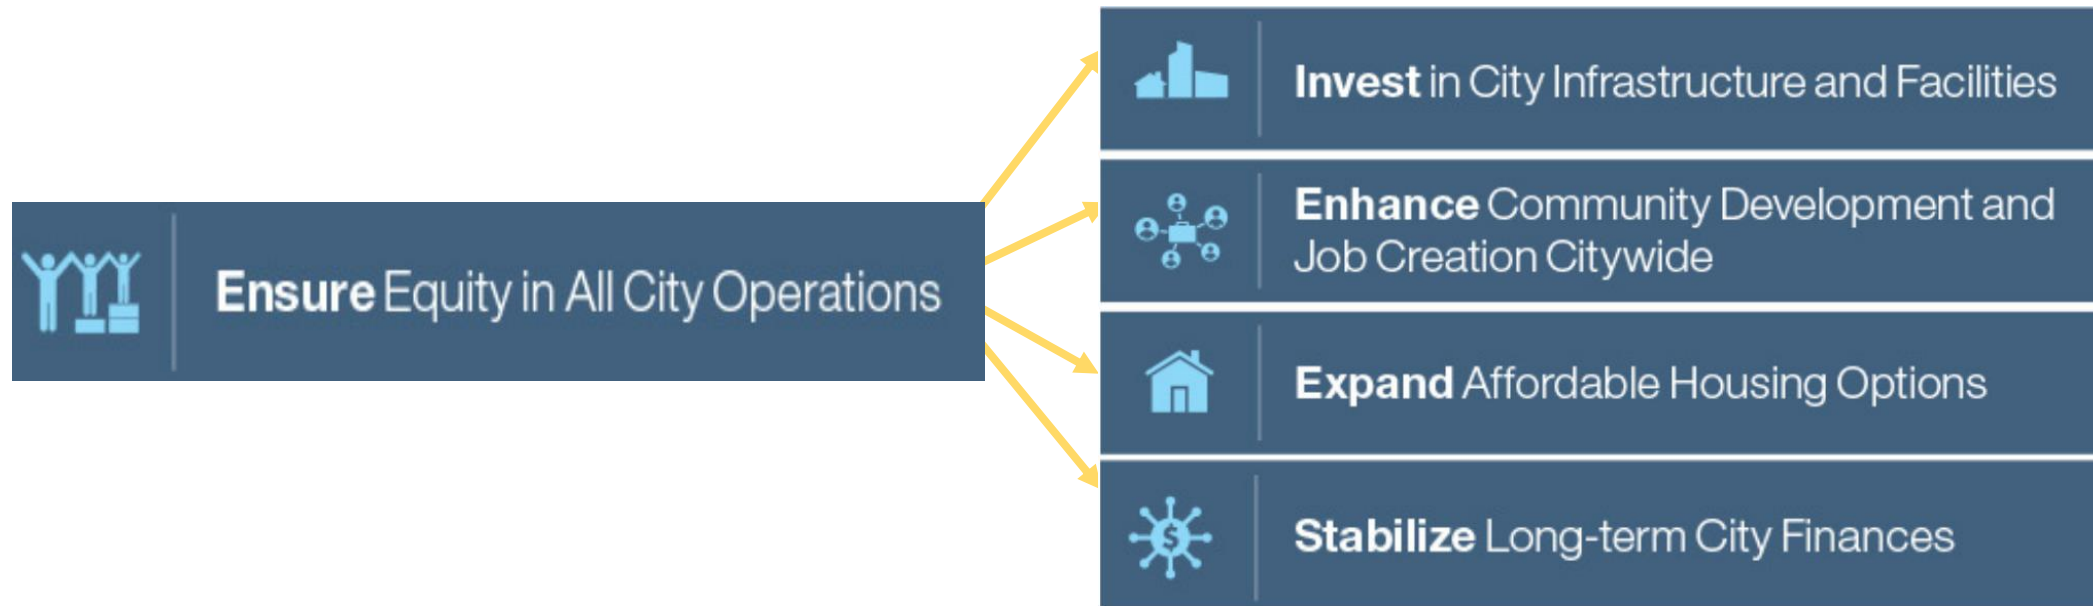 Ensure Equity in All City Operations
Invest in City Infrastructure and Facilities
Enhance Community Development and
Job Creation Citywide
Expand Affordable Housing Options
$
Stabilize Long-term City Finances